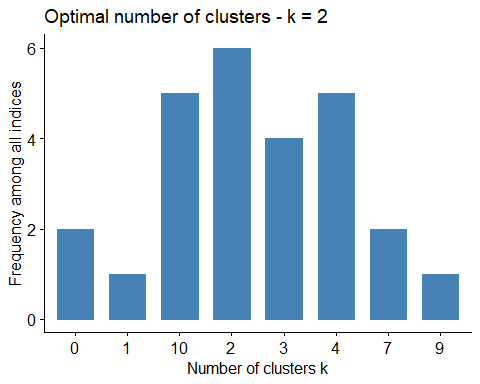 Optimal number of clusters - k = 2
Frequency among all indices
6
4
2
0
0 1 10 2 3 4 7 9
Number of clusters k